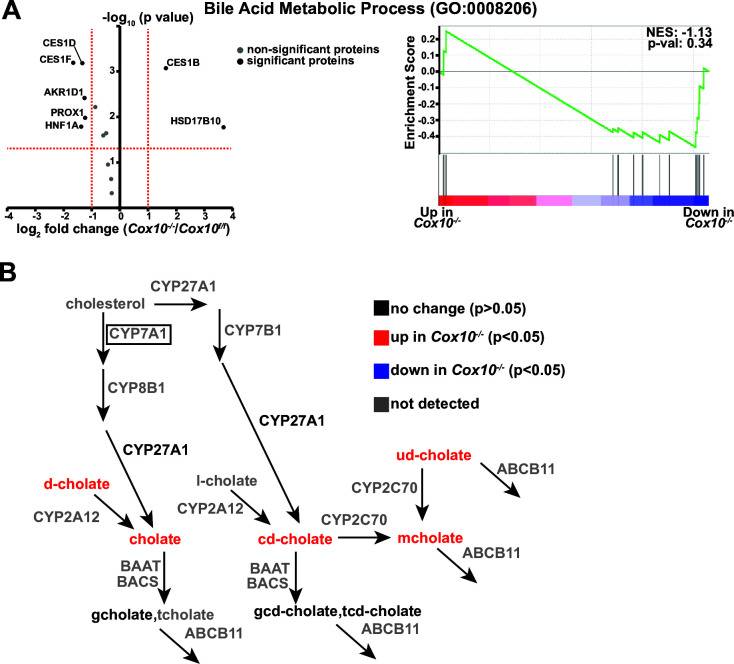 A
Bile Acid Metabolic Process (GO:0008206)
-log10 (p value)
non-significant proteins
significant proteins
CES1D
CES1F
CES1B
AKR1D1
PROX1
HNF1A
HSD17B10
3
2
1
-4 -3 -2 -1 0 1 2 3 4
log2 fold change (Cox10-/-/Cox10f/f)
NES: -1.13
p-val: 0.34
Enrichment Score
0.2
0.1
0.0
-0.1
-0.2
-0.3
-0.4
Up in
Cox10-/-
Down in
Cox10-/-
B
cholesterol
CYP27A1
CYP7A1
CYP7B1
CYP8B1
CYP27A1
CYP27A1
no change (p>0.05)
up in Cox10-/- (p<0.05)
down in Cox10-/- (p<0.05)
not detected
d-cholate
CYP2A12
cholate
l-cholate
CYP2A12
cd-cholate
CYP2C70
ud-cholate
CYP2C70
ABCB11
mcholate
ABCB11
BAAT
BACS
gcholate,tcholate
ABCB11
BAAT
BACS
gcd-cholate,tcd-cholate
ABCB11